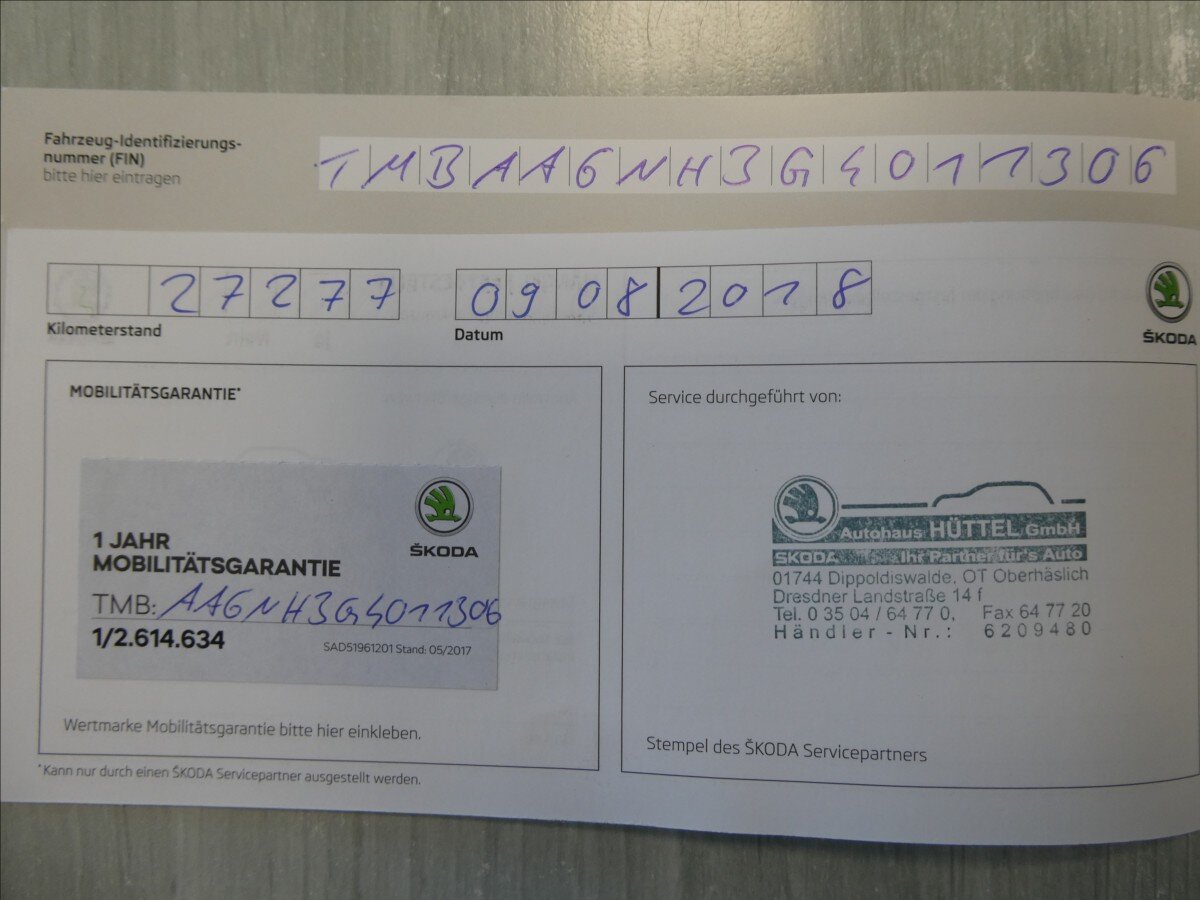 Fahrzeug-Identifizierungs-
nummer (FIN)
bitte hier eintragen
TMBAAGNH3G4011306
27277
Kilometerstand
09 08 2018
Datum
ŠKODA
MOBILITÄTSGARANTIE*
ŠKODA
1 JAHR
MOBILITÄTSGARANTIE
TMB: AAGNH3G4011306
1/2.614.634
SAD51961201 Stand: 05/2017
Wertmarke Mobilitätsgarantie bitte hier einkleben.
*Kann nur durch einen ŠKODA Servicepartner ausgestellt werden.
Service durchgeführt von:
Autohaus HÜTTEL GmbH
SKODA Ihr Partner für's Auto
01744 Dippoldiswalde, OT Oberhäslich
Dresdner Landstraße 14 f
Tel. 0 35 04 / 64 77 0, Fax 64 77 20
Händler - Nr.: 6209480
Stempel des ŠKODA Servicepartners